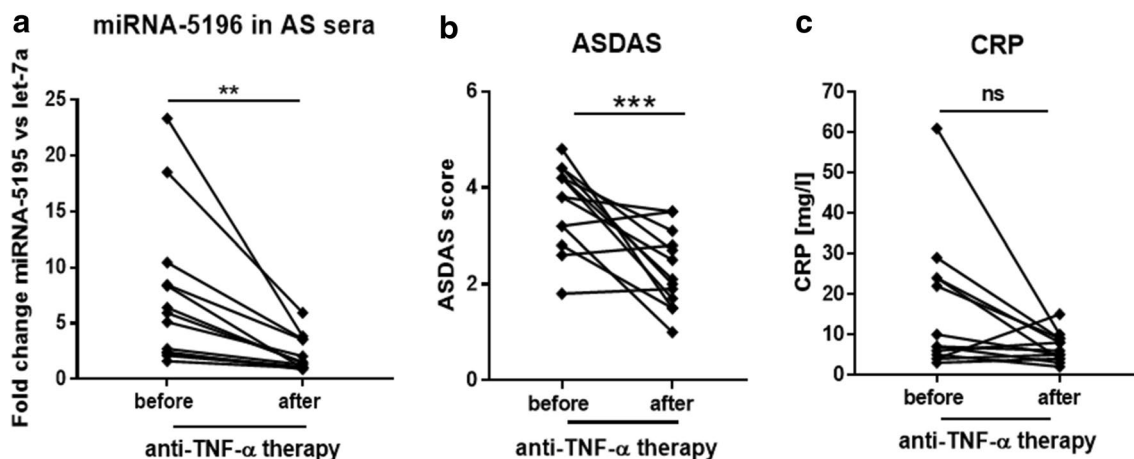 a
miRNA-5196 in AS sera
Fold change miRNA-5195 vs let-7a
25
20
15
10
5
0
**
before
after
anti-TNF-α therapy
b
ASDAS
ASDAS score
6
4
2
0
***
before
after
anti-TNF-α therapy
c
CRP
CRP [mg/l]
70
60
50
40
30
20
10
0
ns
before
after
anti-TNF-α therapy